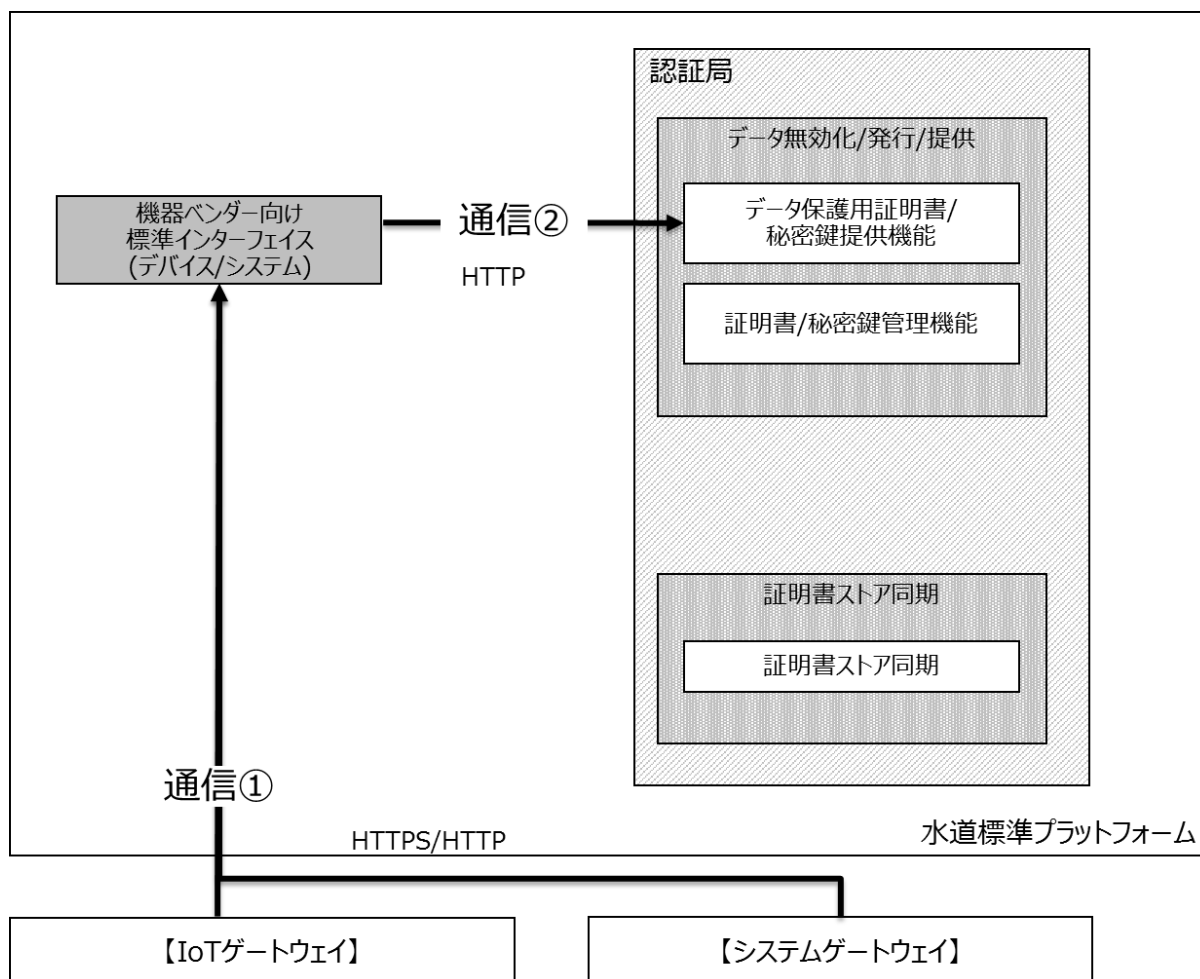 認証局
データ無効化/発行/提供
データ保護用証明書/
秘密鍵提供機能
証明書/秘密鍵管理機能
機器ベンダー向け
標準インターフェイス
(デバイス/システム)
通信②
HTTP
証明書ストア同期
証明書ストア同期
通信①
HTTPS/HTTP
水道標準プラットフォーム
【IoTゲートウェイ】
【システムゲートウェイ】